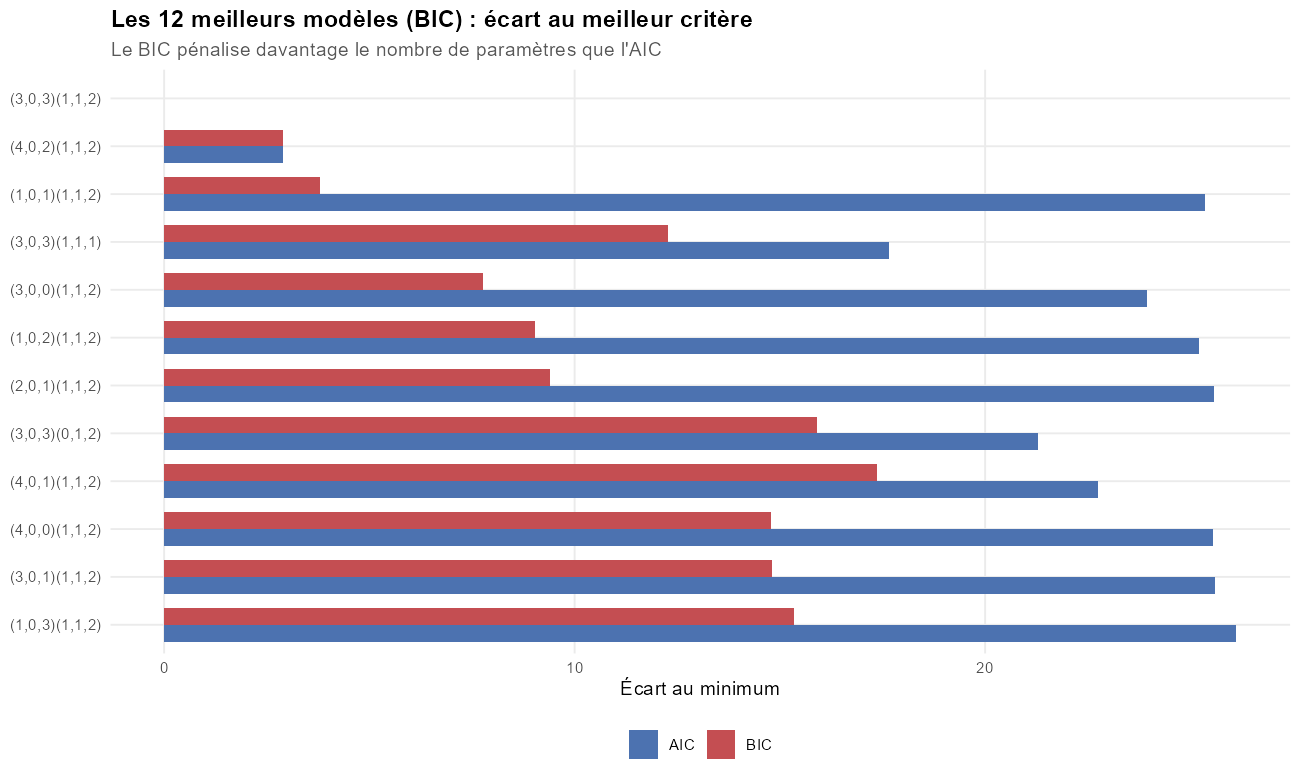 Les 12 meilleurs modèles (BIC) : écart au meilleur critère
Le BIC pénalise davantage le nombre de paramètres que l'AIC
(3,0,3)(1,1,2)
(4,0,2)(1,1,2)
(1,0,1)(1,1,2)
(3,0,3)(1,1,1)
(3,0,0)(1,1,2)
(1,0,2)(1,1,2)
(2,0,1)(1,1,2)
(3,0,3)(0,1,2)
(4,0,1)(1,1,2)
(4,0,0)(1,1,2)
(3,0,1)(1,1,2)
(1,0,3)(1,1,2)
0 10 20
Écart au minimum
AIC BIC